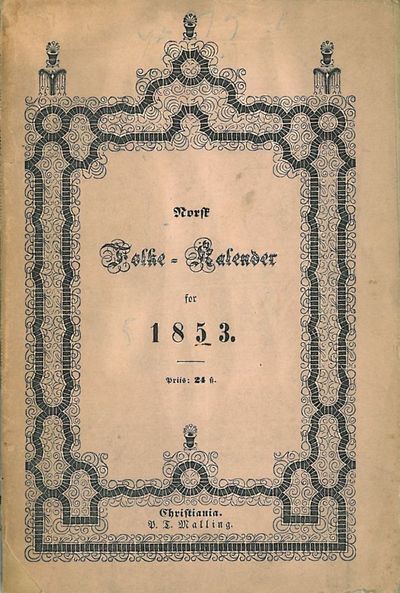 Norsk
Folke-Kalender
for
1853.
Priis: 24 ß.
Christiania.
P. T. Malling.